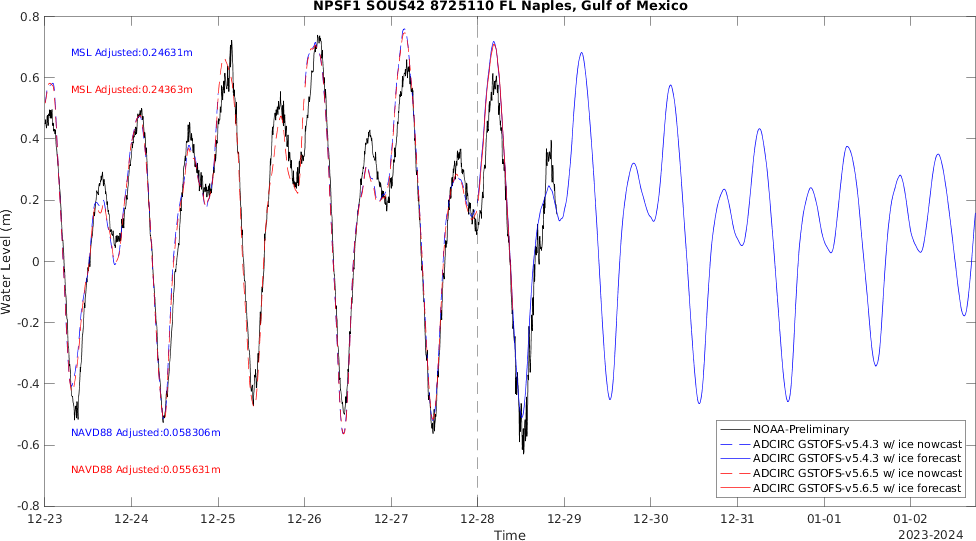 NPSF1 SOUS42 8725110 FL Naples, Gulf of Mexico
0.8
0.6
0.4
0.2
0
-0.2
-0.4
-0.6
-0.8
Water Level (m)
MSL Adjusted:0.24631m
MSL Adjusted:0.24363m
NAVD88 Adjusted:0.058306m
NAVD88 Adjusted:0.055631m
NOAA-Preliminary
ADCIRC GSTOFS-v5.4.3 w/ ice nowcast
ADCIRC GSTOFS-v5.4.3 w/ ice forecast
ADCIRC GSTOFS-v5.6.5 w/ ice nowcast
ADCIRC GSTOFS-v5.6.5 w/ ice forecast
12-23 12-24 12-25 12-26 12-27 12-28 12-29 12-30 12-31 01-01 01-02
Time
2023-2024